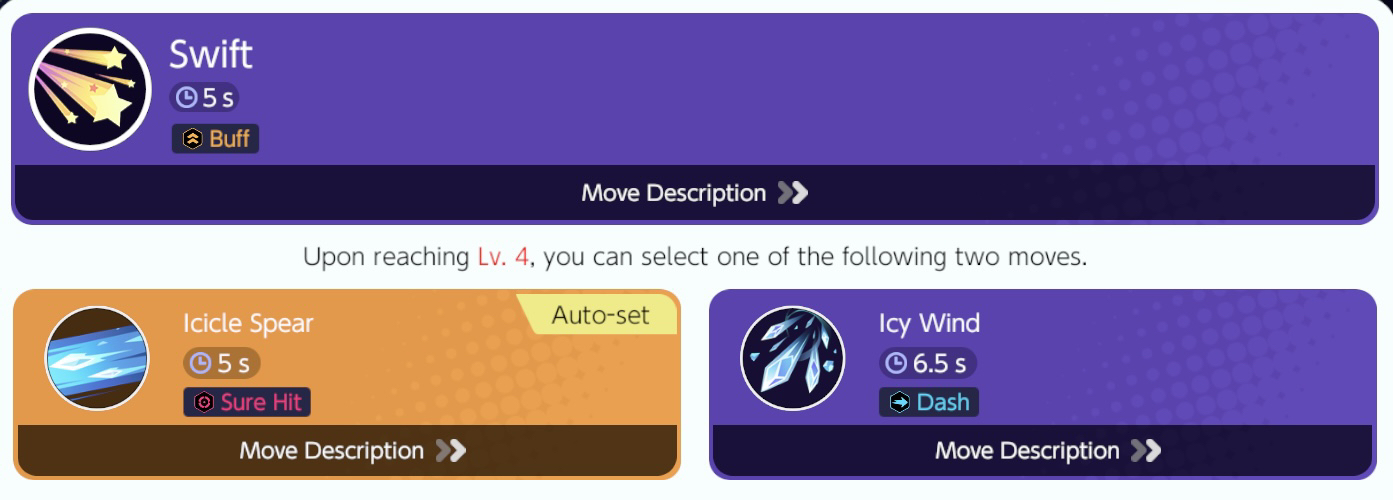 Swift
5 s
Buff
Move Description
Upon reaching Lv. 4, you can select one of the following two moves.
Icicle Spear
Auto-set
5 s
Sure Hit
Move Description
Icy Wind
6.5 s
Dash
Move Description